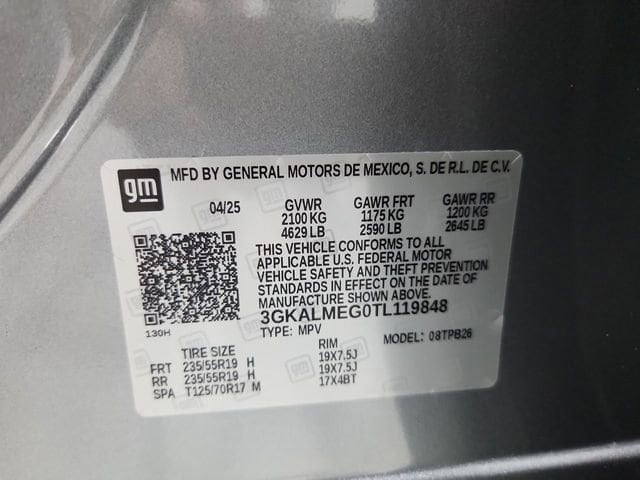 gm
MFD BY GENERAL MOTORS DE MEXICO, S. DE R.L. DE C.V.
04/25 GVWR GAWR FRT GAWR RR
2100 KG 1175 KG 1200 KG
4629 LB 2590 LB 2645 LB
THIS VEHICLE CONFORMS TO ALL
APPLICABLE U.S. FEDERAL MOTOR
VEHICLE SAFETY AND THEFT PREVENTION
STANDARDS IN EFFECT ON THE DATE OF
MANUFACTURE SHOWN ABOVE.
3GKALMEG0TL119848
130H TYPE: MPV MODEL: 08TPB26
TIRE SIZE RIM
FRT 235/55R19 H 19X7.5J
RR 235/55R19 H 19X7.5J
SPA T125/70R17 M 17X4BT